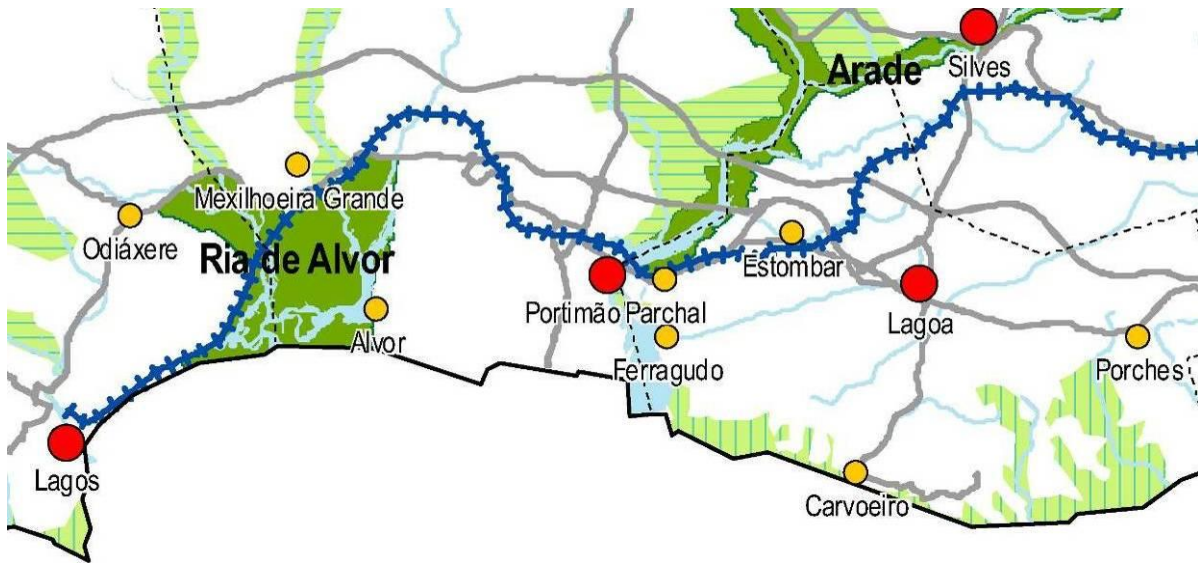 Arade
Silves
Mexilhoeira Grande
Odiáxere
Ria de Alvor
Estombar
Portimão
Parchal
Alvor
Lagoa
Ferragudo
Porches
Lagos
Carvoeiro